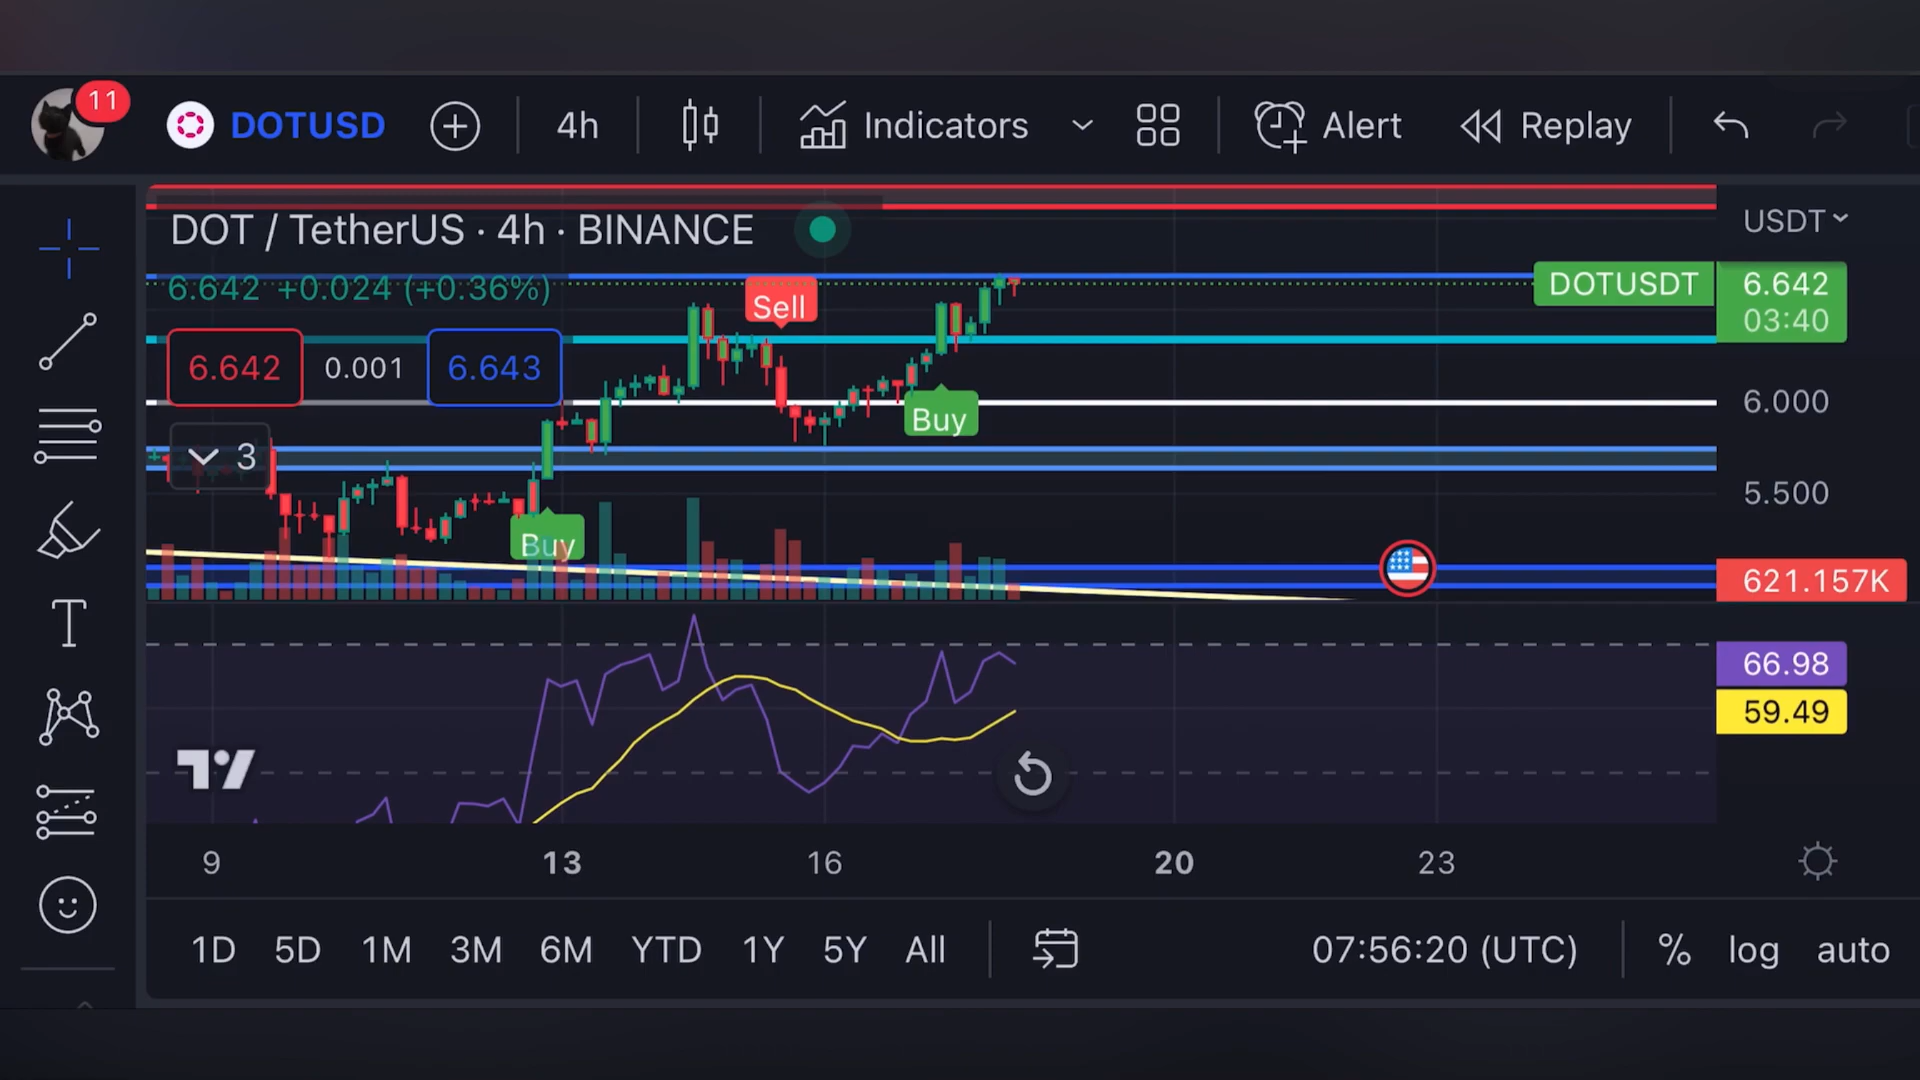 11
DOTUSD
4h
Indicators
Alert
Replay
DOT / TetherUS · 4h · BINANCE
USDT
6.642 +0.024 (+0.36%)
DOTUSDT
6.642
03:40
Sell
6.642
0.001
6.643
6.000
Buy
3
5.500
Buy
621.157K
66.98
59.49
9
13
16
20
23
1D
5D
1M
3M
6M
YTD
1Y
5Y
All
07:56:20 (UTC)
%
log
auto